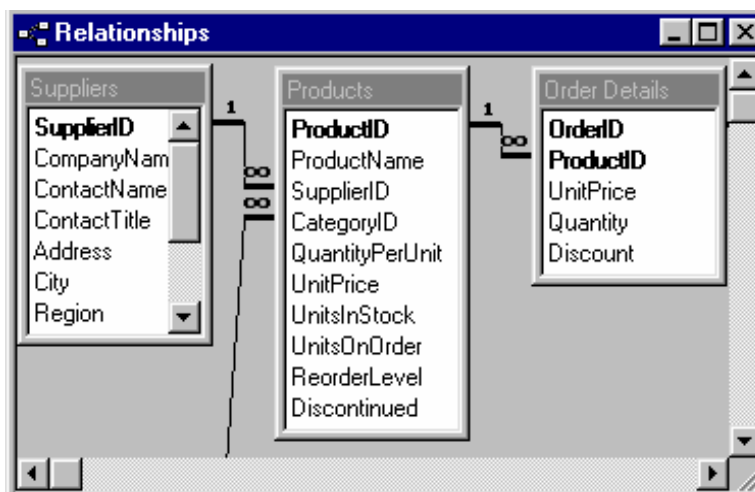 Relationships
Suppliers
SupplierID
CompanyNam
ContactName
ContactTitle
Address
City
Region
1
∞
∞
Products
ProductID
ProductName
SupplierID
CategoryID
QuantityPerUnit
UnitPrice
UnitsInStock
UnitsOnOrder
ReorderLevel
Discontinued
1
∞
Order Details
OrderID
ProductID
UnitPrice
Quantity
Discount